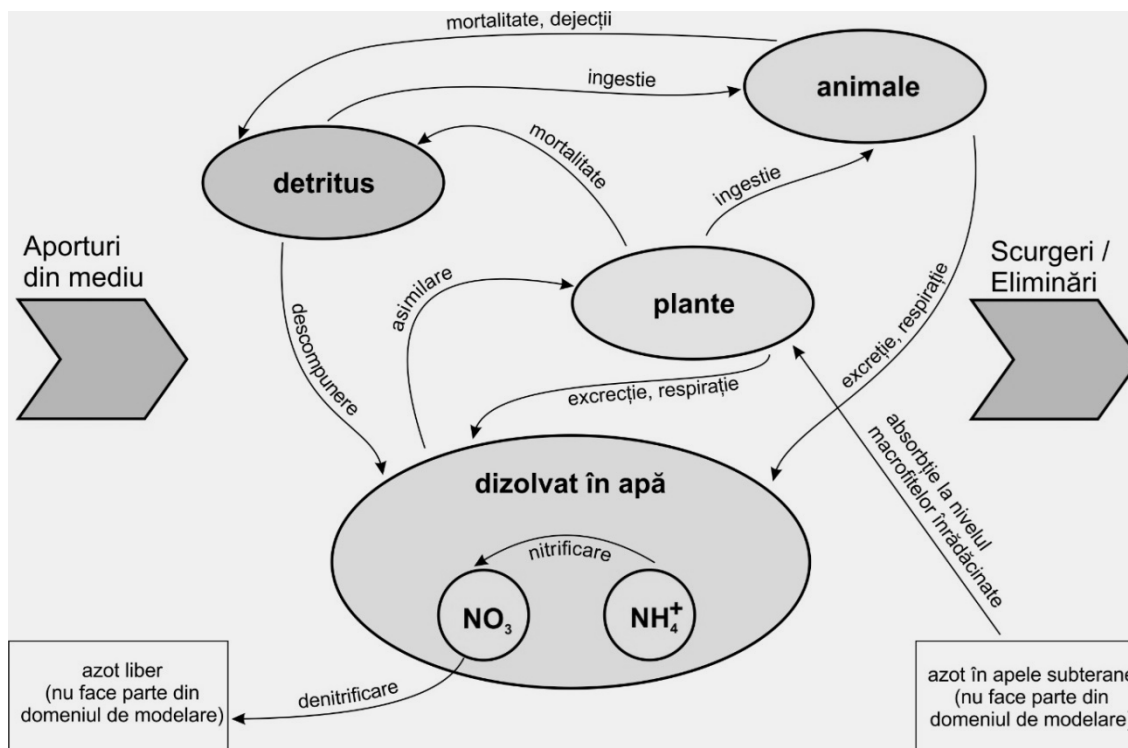 mortalitate, dejecții
ingestie
animale
detritus
mortalitate
ingestie
Aporturi
din mediu
Scurgeri /
Eliminări
plante
asimilare
descompunere
excrecție, respirație
excreție, respirație
dizolvat în apă
absorbție la nivelul
macrofitelor înrădăcinate
nitrificare
NO₃
NH₄⁺
azot liber
(nu face parte din
domeniul de modelare)
denitrificare
azot în apele subterane
(nu face parte din
domeniul de modelare)